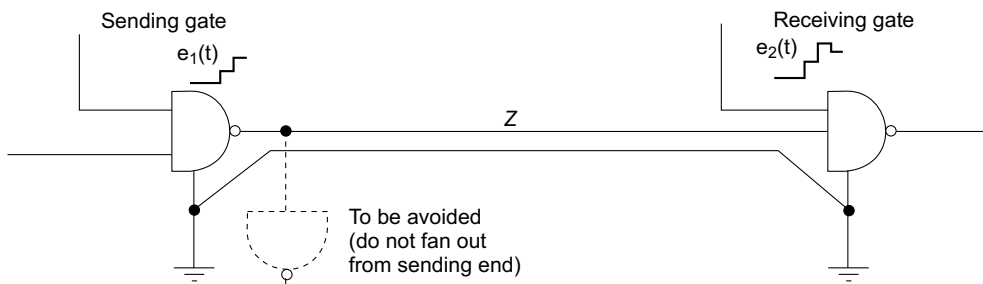 Sending gate
Receiving gate
e1(t)
e2(t)
Z
To be avoided
(do not fan out
from sending end)